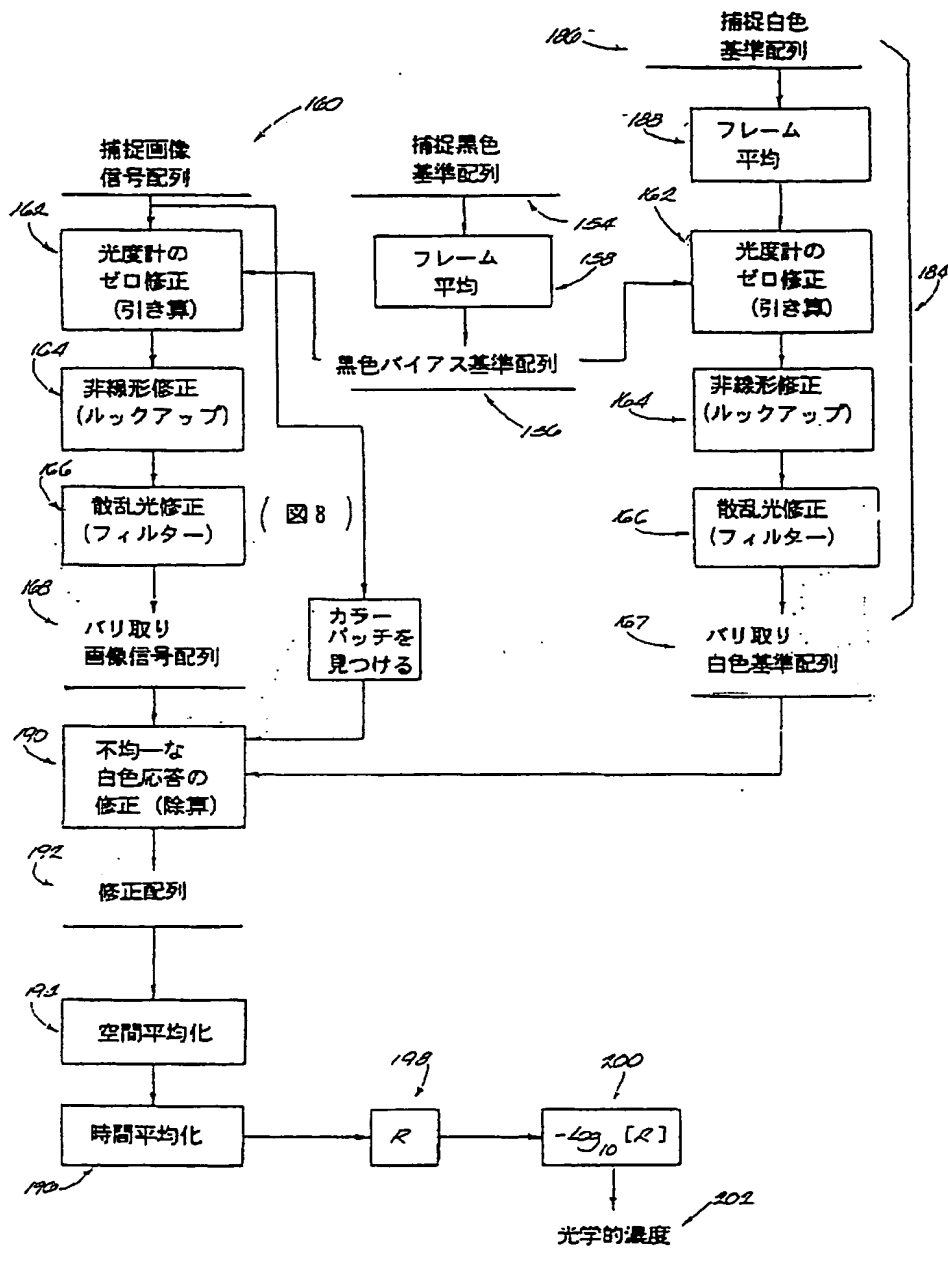 186
捕捉白色
基準配列
160
188
フレーム
平均
捕捉画像
信号配列
捕捉黒色
基準配列
162
154
162
光度計の
ゼロ修正
(引き算)
フレーム
平均
158
光度計の
ゼロ修正
(引き算)
184
164
黒色バイアス基準配列
156
非線形修正
(ルックアップ)
164
非線形修正
(ルックアップ)
166
散乱光修正
(フィルター)
(図8)
166
散乱光修正
(フィルター)
168
バリ取り
画像信号配列
カラー
パッチを
見つける
167
バリ取り
白色基準配列
190
不均一な
白色応答の
修正(除算)
192
修正配列
空間平均化
198
200
時間平均化
R
-Log10 [R]
202
光学的濃度